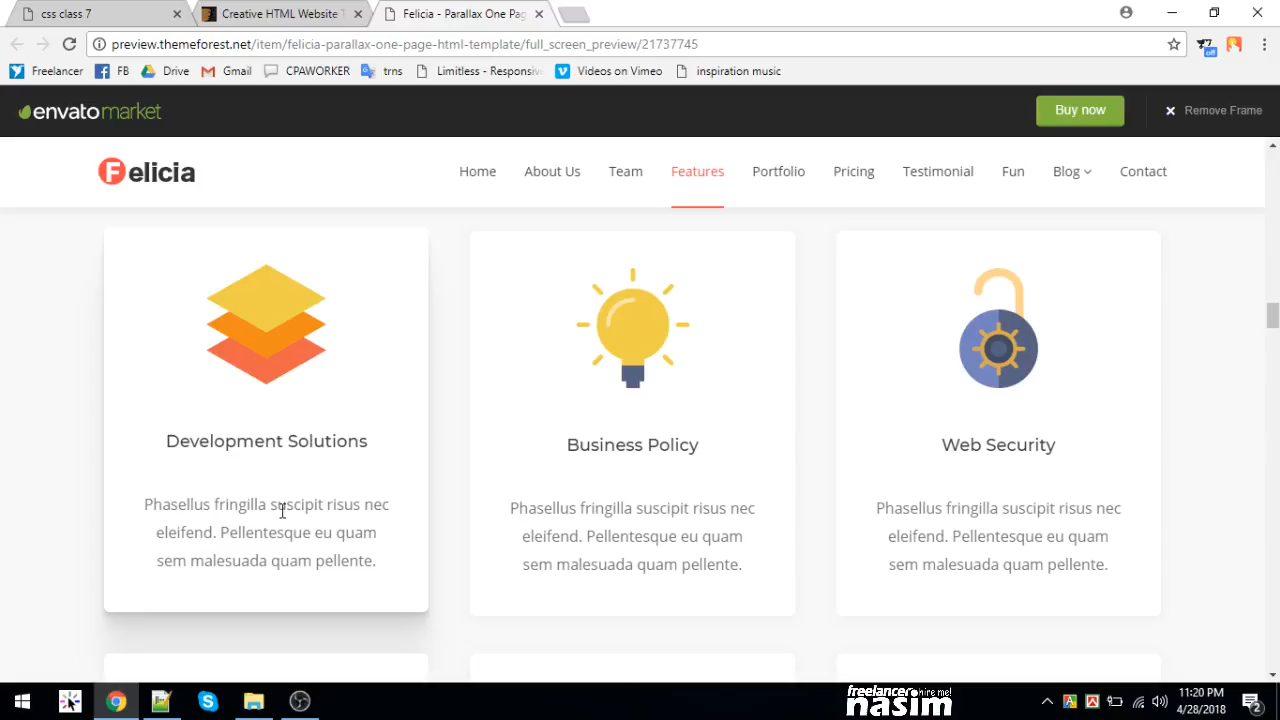 css class 7
Creative HTML Website T
Felicia - Parallax One Pag
preview.themeforest.net/item/felicia-parallax-one-page-html-template/full_screen_preview/21737745
off
Freelancer
FB
Drive
Gmail
CPAWORKER
trns
Limitless - Responsiv
Videos on Vimeo
inspiration music
envatomarket
Buy now
Remove Frame
Felicia
Home
About Us
Team
Features
Portfolio
Pricing
Testimonial
Fun
Blog
Contact
Development Solutions
Phasellus fringilla suscipit risus nec
eleifend. Pellentesque eu quam
sem malesuada quam pellente.
Business Policy
Phasellus fringilla suscipit risus nec
eleifend. Pellentesque eu quam
sem malesuada quam pellente.
Web Security
Phasellus fringilla suscipit risus nec
eleifend. Pellentesque eu quam
sem malesuada quam pellente.
freelancer hire me!
nasim
11:20 PM
4/28/2018
2